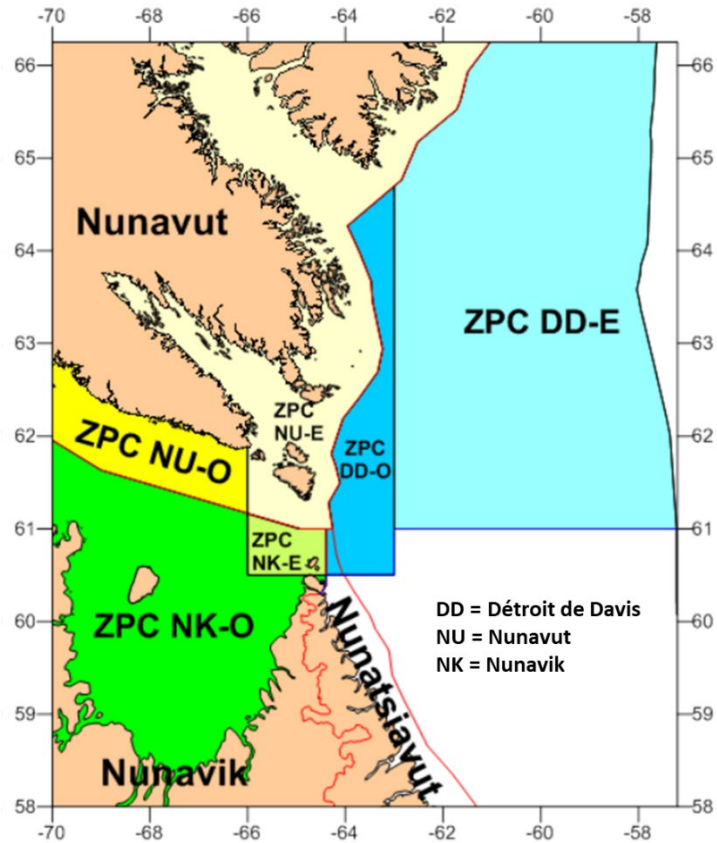 -70 -68 -66 -64 -62 -60 -58
66 66
65 65
Nunavut
64 64
ZPC DD-E
63 63
ZPC
NU-E
62 62
ZPC NU-O
ZPC
DD-O
61 61
ZPC
NK-E
DD = Détroit de Davis
60 60
ZPC NK-O
NU = Nunavut
NK = Nunavik
Nunatsiavut
59 59
Nunavik
58 58
-70 -68 -66 -64 -62 -60 -58